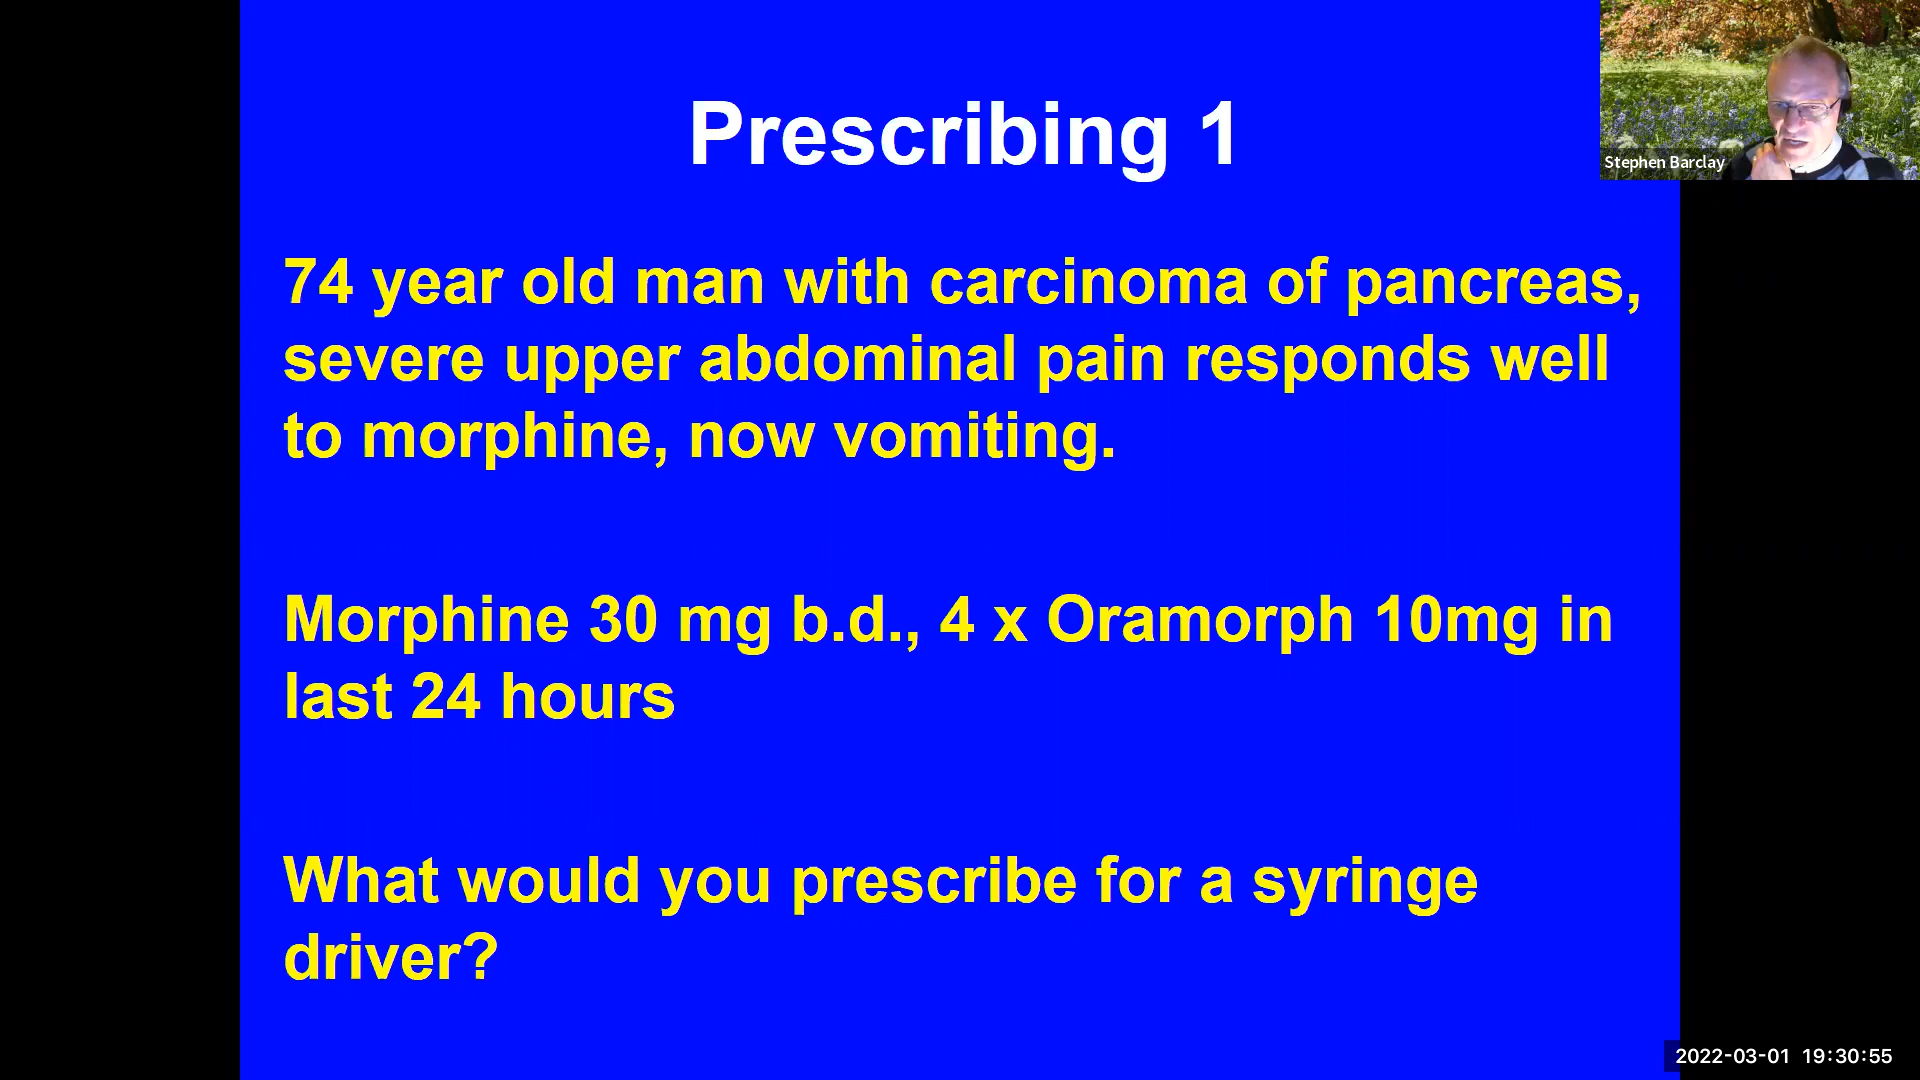 Prescribing 1
Stephen Barclay
74 year old man with carcinoma of pancreas,
severe upper abdominal pain responds well
to morphine, now vomiting.
Morphine 30 mg b.d., 4 x Oramorph 10mg in
last 24 hours
What would you prescribe for a syringe
driver?
2022-03-01 19:30:55